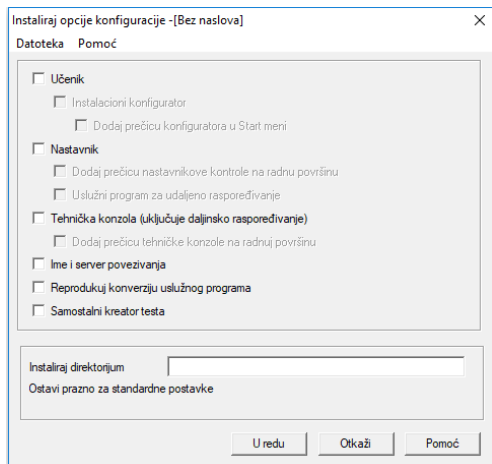 Instaliraj opcije konfiguracije -[Bez naslova]
Datoteka Pomoć
Učenik
Instalacioni konfigurator
Dodaj prečicu konfiguratora u Start meni
Nastavnik
Dodaj prečicu nastavnikove kontrole na radnu površinu
Uslužni program za udaljeno raspoređivanje
Tehnička konzola (uključuje daljinsko raspoređivanje)
Dodaj prečicu tehničke konzole na radnuj površinu
Ime i server povezivanja
Reprodukuj konverziju uslužnog programa
Samostalni kreator testa
Instaliraj direktorijum
Ostavi prazno za standardne postavke
U redu Otkaži Pomoć